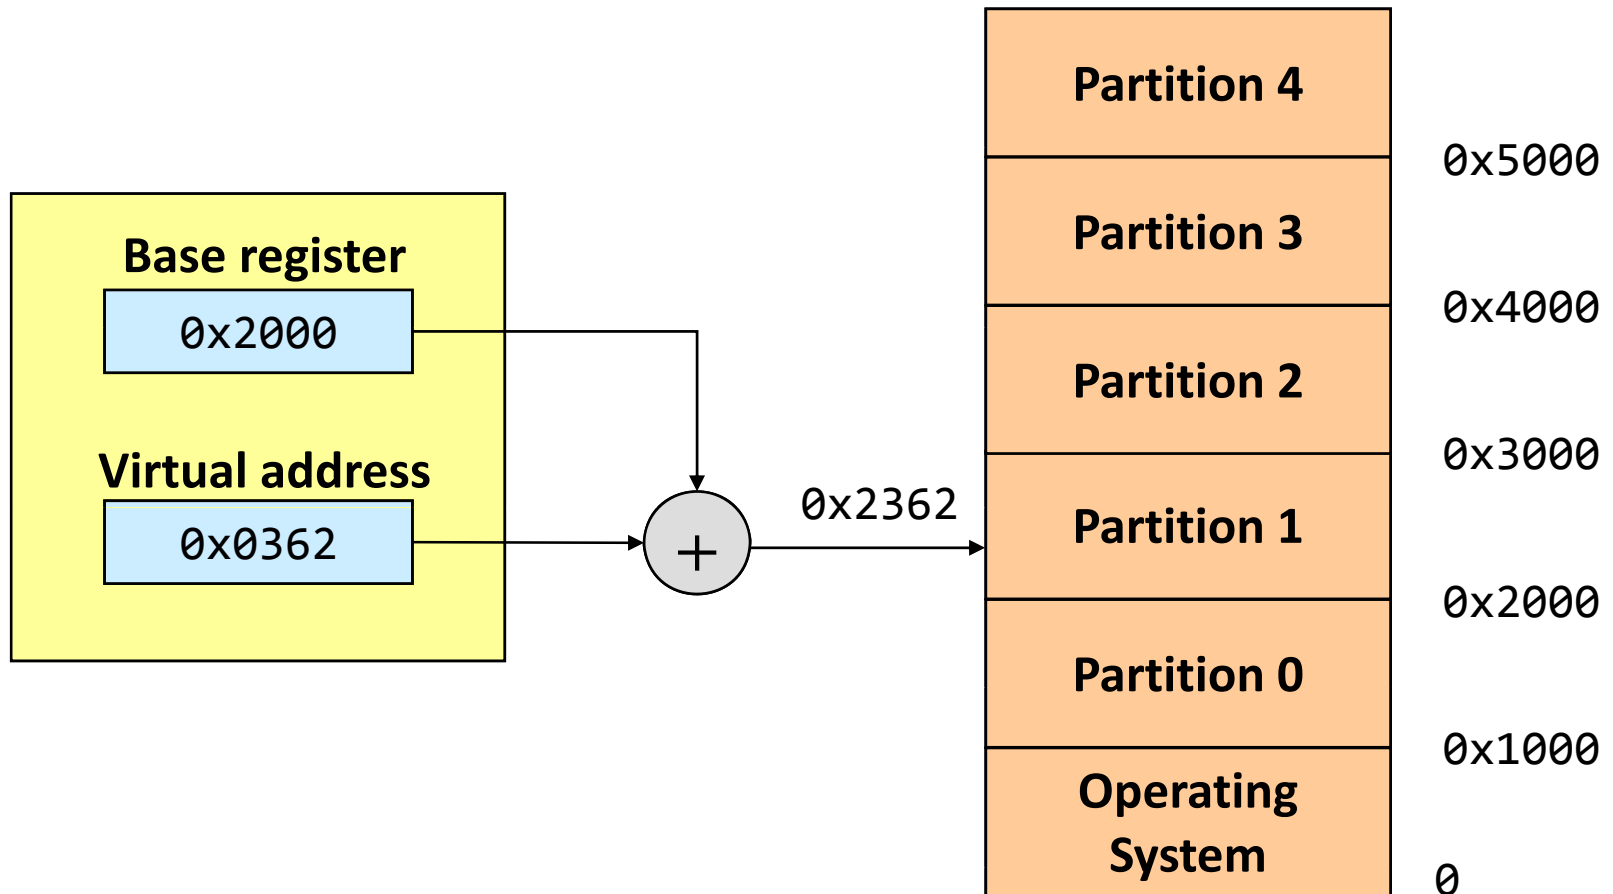 Base register
0x2000
Virtual address
0x0362
+
0x2362
Partition 4
0x5000
Partition 3
0x4000
Partition 2
0x3000
Partition 1
0x2000
Partition 0
0x1000
Operating
System
0